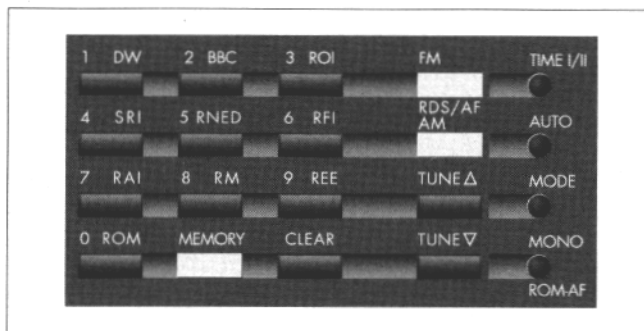 1 DW 2 BBC 3 ROI FM TIME I/II
RDS/AF
4 SRI 5 RNED 6 RFI AM AUTO
7 RAI 8 RM 9 REE TUNE△ MODE
0 ROM MEMORY CLEAR TUNE▽ MONO
ROM-AF